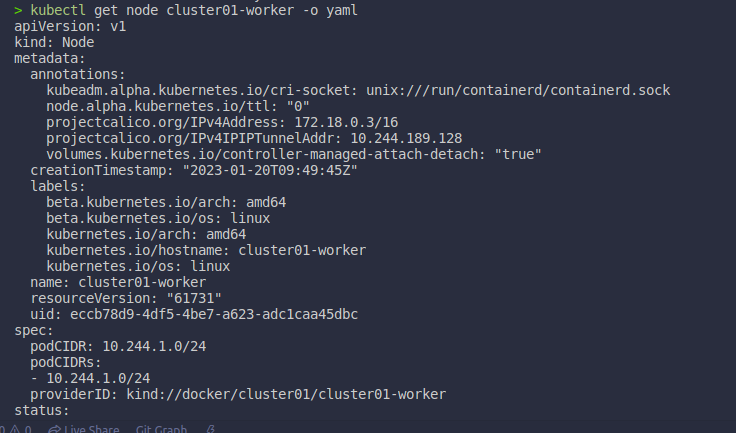 > kubectl get node cluster01-worker -o yaml
apiVersion: v1
kind: Node
metadata:
  annotations:
    kubeadm.alpha.kubernetes.io/cri-socket: unix:///run/containerd/containerd.sock
    node.alpha.kubernetes.io/ttl: "0"
    projectcalico.org/IPv4Address: 172.18.0.3/16
    projectcalico.org/IPv4IPIPTunnelAddr: 10.244.189.128
    volumes.kubernetes.io/controller-managed-attach-detach: "true"
  creationTimestamp: "2023-01-20T09:49:45Z"
  labels:
    beta.kubernetes.io/arch: amd64
    beta.kubernetes.io/os: linux
    kubernetes.io/arch: amd64
    kubernetes.io/hostname: cluster01-worker
    kubernetes.io/os: linux
  name: cluster01-worker
  resourceVersion: "61731"
  uid: eccb78d9-4df5-4be7-a623-adc1caa45dbc
spec:
  podCIDR: 10.244.1.0/24
  podCIDRs:
  - 10.244.1.0/24
  providerID: kind://docker/cluster01/cluster01-worker
status:
0 0 Live Share Git Graph